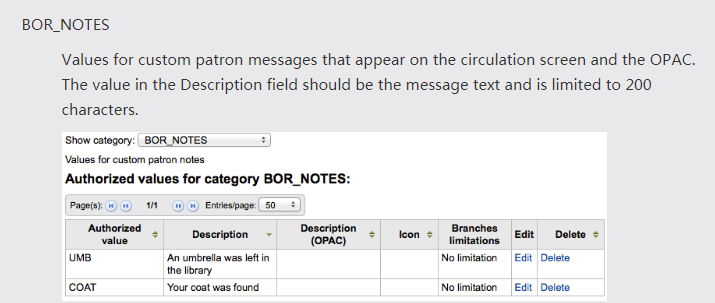 BOR_NOTES
Values for custom patron messages that appear on the circulation screen and the OPAC.
The value in the Description field should be the message text and is limited to 200
characters.
Show category: BOR_NOTES
Values for custom patron notes
Authorized values for category BOR_NOTES:
Page(s): 1/1 Entries/page: 50
Authorized value Description Description (OPAC) Icon Branches limitations Edit Delete
UMB An umbrella was left in the library No limitation Edit Delete
COAT Your coat was found No limitation Edit Delete